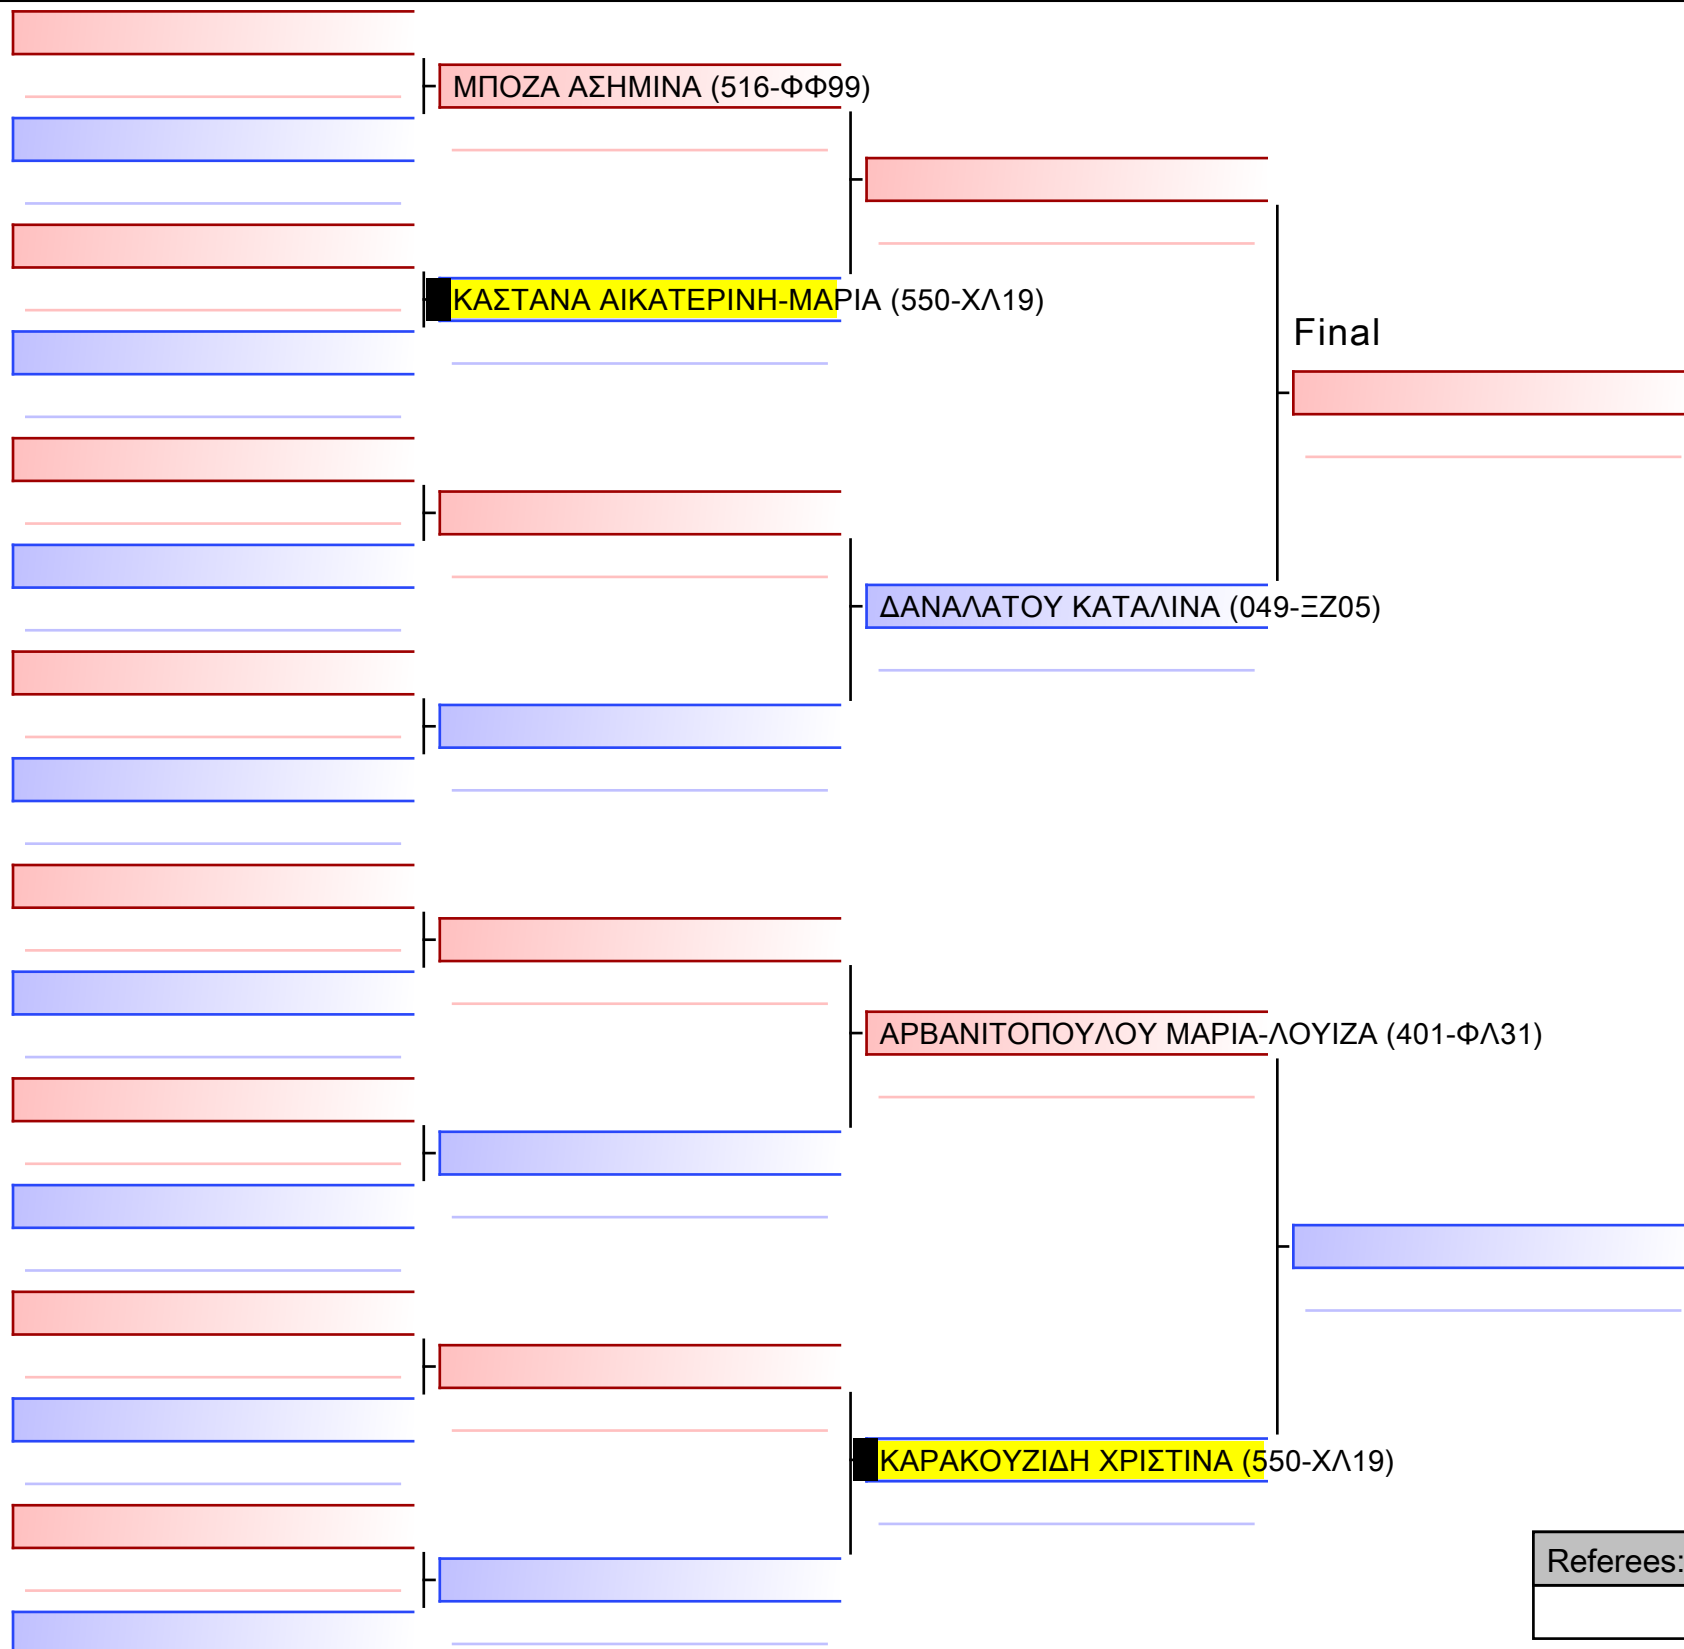 ΜΠΟΖΑ ΑΣΗΜΙΝΑ (516-ΦΦ99)
ΚΑΣΤΑΝΑ ΑΙΚΑΤΕΡΙΝΗ-ΜΑΡΙΑ (550-ΧΛ19)
Final
ΔΑΝΑΛΑΤΟΥ ΚΑΤΑΛΙΝΑ (049-ΞΖ05)
ΑΡΒΑΝΙΤΟΠΟΥΛΟΥ ΜΑΡΙΑ-ΛΟΥΙΖΑ (401-ΦΛ31)
ΚΑΡΑΚΟΥΖΙΔΗ ΧΡΙΣΤΙΝΑ (550-ΧΛ19)
Referees: